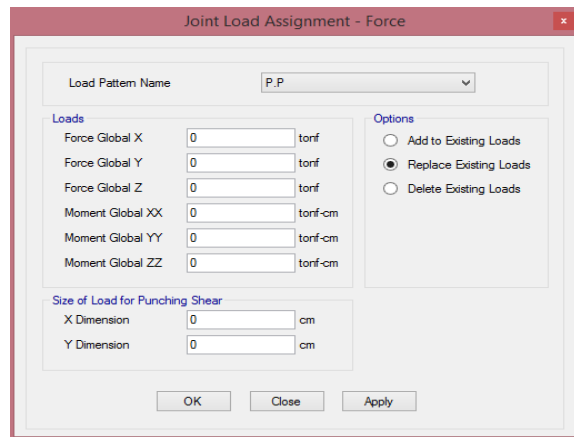 Joint Load Assignment - Force
x
Load Pattern Name P.P
Loads
Force Global X 0 tonf
Force Global Y 0 tonf
Force Global Z 0 tonf
Moment Global XX 0 tonf-cm
Moment Global YY 0 tonf-cm
Moment Global ZZ 0 tonf-cm
Options
Add to Existing Loads
Replace Existing Loads
Delete Existing Loads
Size of Load for Punching Shear
X Dimension 0 cm
Y Dimension 0 cm
OK Close Apply